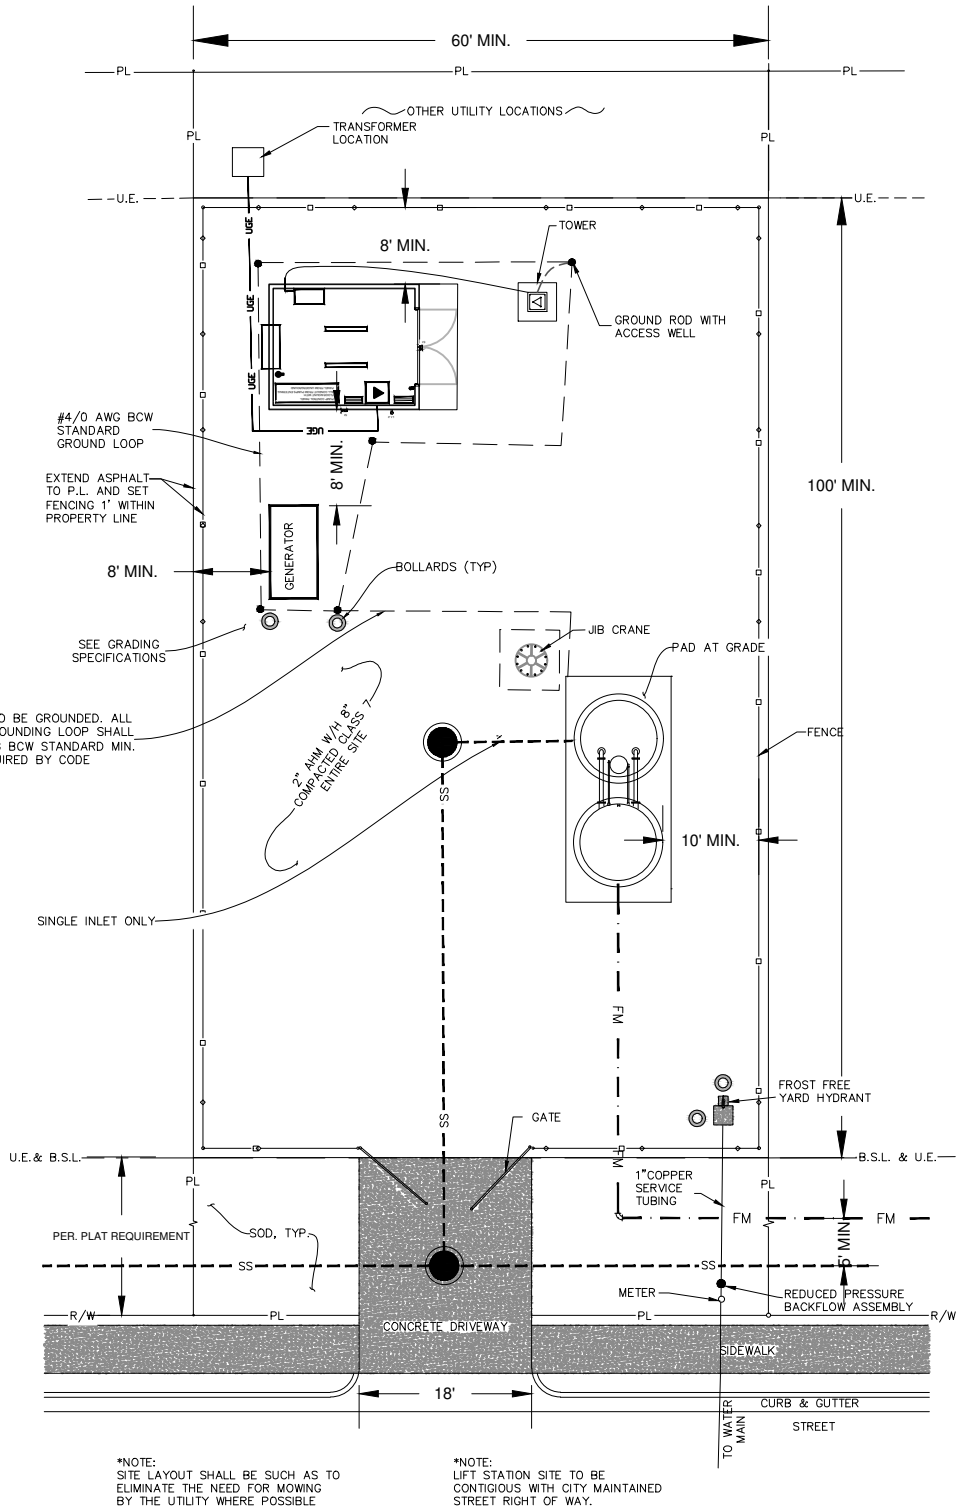 60' MIN.
PL
PL
PL
OTHER UTILITY LOCATIONS
TRANSFORMER
LOCATION
PL
PL
U.E.
U.E.
UGE
TOWER
8' MIN.
UGE
GROUND ROD WITH
ACCESS WELL
UGE
#4/0 AWG BCW
STANDARD
GROUND LOOP
UGE
8' MIN.
EXTEND ASPHALT
TO P.L. AND SET
FENCING 1' WITHIN
PROPERTY LINE
100' MIN.
GENERATOR
8' MIN.
BOLLARDS (TYP)
SEE GRADING
SPECIFICATIONS
JIB CRANE
PAD AT GRADE
O BE GROUNDED. ALL
OUNDING LOOP SHALL
BCW STANDARD MIN.
UIRED BY CODE
2" AHM W/H 8"
COMPACTED CLASS 7
ENTIRE SITE
FENCE
SS
10' MIN.
SINGLE INLET ONLY
FM
FROST FREE
YARD HYDRANT
SS
GATE
U.E.& B.S.L.
FM
B.S.L. & U.E.
PL
1"COPPER
SERVICE
TUBING
PL
PER. PLAT REQUIREMENT
SOD, TYP.
FM
FM
5' MIN
SS
SS
METER
REDUCED PRESSURE
BACKFLOW ASSEMBLY
R/W
PL
PL
R/W
CONCRETE DRIVEWAY
SIDEWALK
18'
CURB & GUTTER
STREET
TO WATER
MAIN
*NOTE:
SITE LAYOUT SHALL BE SUCH AS TO
ELIMINATE THE NEED FOR MOWING
BY THE UTILITY WHERE POSSIBLE
*NOTE:
LIFT STATION SITE TO BE
CONTIGIOUS WITH CITY MAINTAINED
STREET RIGHT OF WAY.